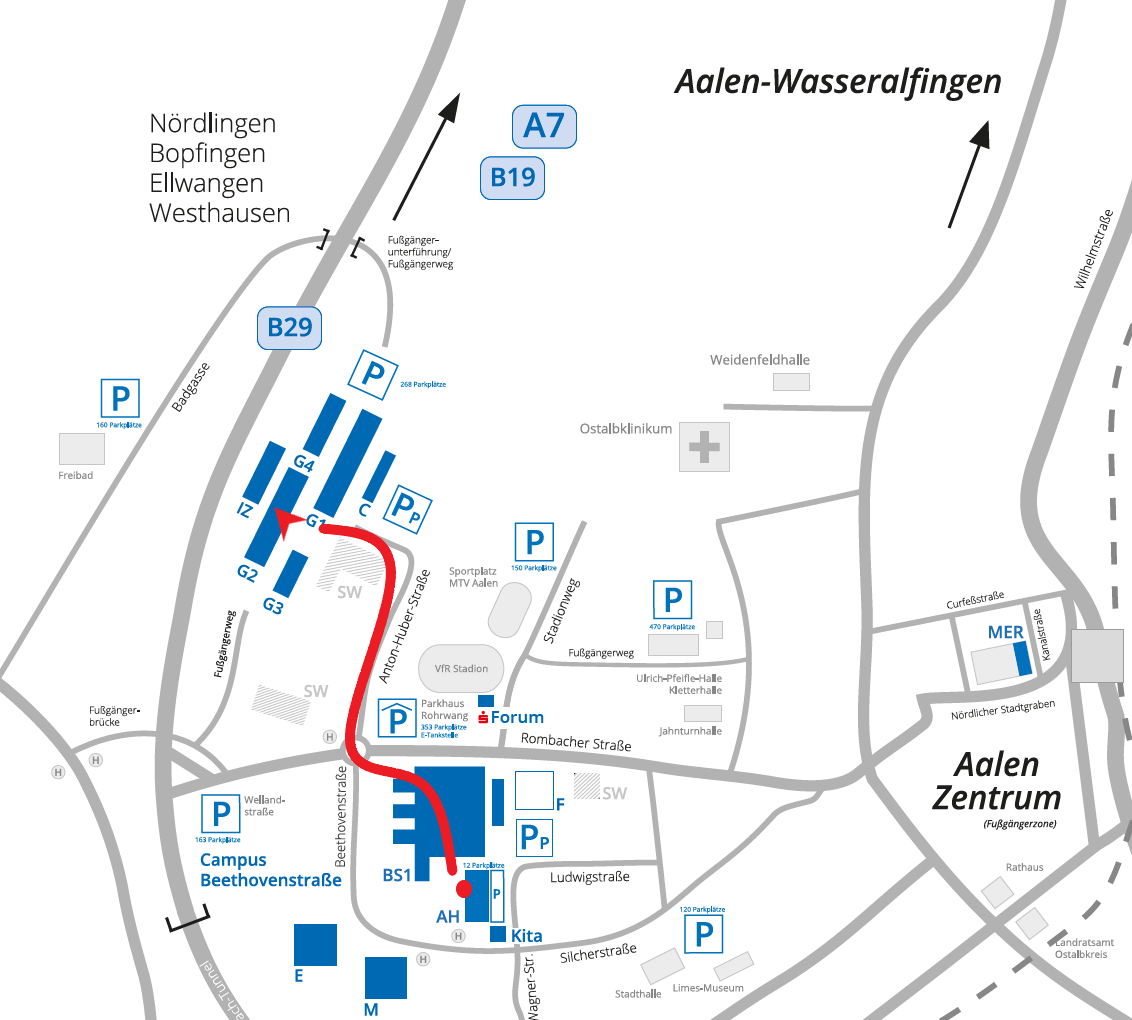 Aalen-Wasseralfingen
Nördlingen
Bopfingen
Ellwangen
Westhausen
A7
B19
Fußgänger-
unterführung/
Fußgängerweg
Wilhelmstraße
B29
Badgasse
P
160 Parkplätze
Freibad
P
268 Parkplätze
Weidenfeldhalle
Ostalbklinikum
G4
IZ
G1
C
PP
G2
G3
SW
Fußgängerweg
Anton-Huber-Straße
Sportplatz
MTV Aalen
P
150 Parkplätze
Stadionweg
P
470 Parkplätze
Fußgängerweg
Ulrich-Pfeifle-Halle
Kletterhalle
Jahnturnhalle
VfR Stadion
SW
P
Parkhaus
Rohrwang
353 Parkplätze
E-Tankstelle
Forum
Rombacher Straße
Curfeßstraße
MER
Kanalstraße
Nördlicher Stadtgraben
Aalen
Zentrum
(Fußgängerzone)
Fußgänger-
brücke
H
H
H
P
163 Parkplätze
Welland-
straße
Campus
Beethovenstraße
Beethovenstraße
F
SW
PP
BS1
12 Parkplätze
P
AH
H
Kita
H
Ludwigstraße
Silcherstraße
Wagner-Str.
E
M
ach-Tunnel
120 Parkplätze
P
Stadthalle
Limes-Museum
Rathaus
Landratsamt
Ostalbkreis